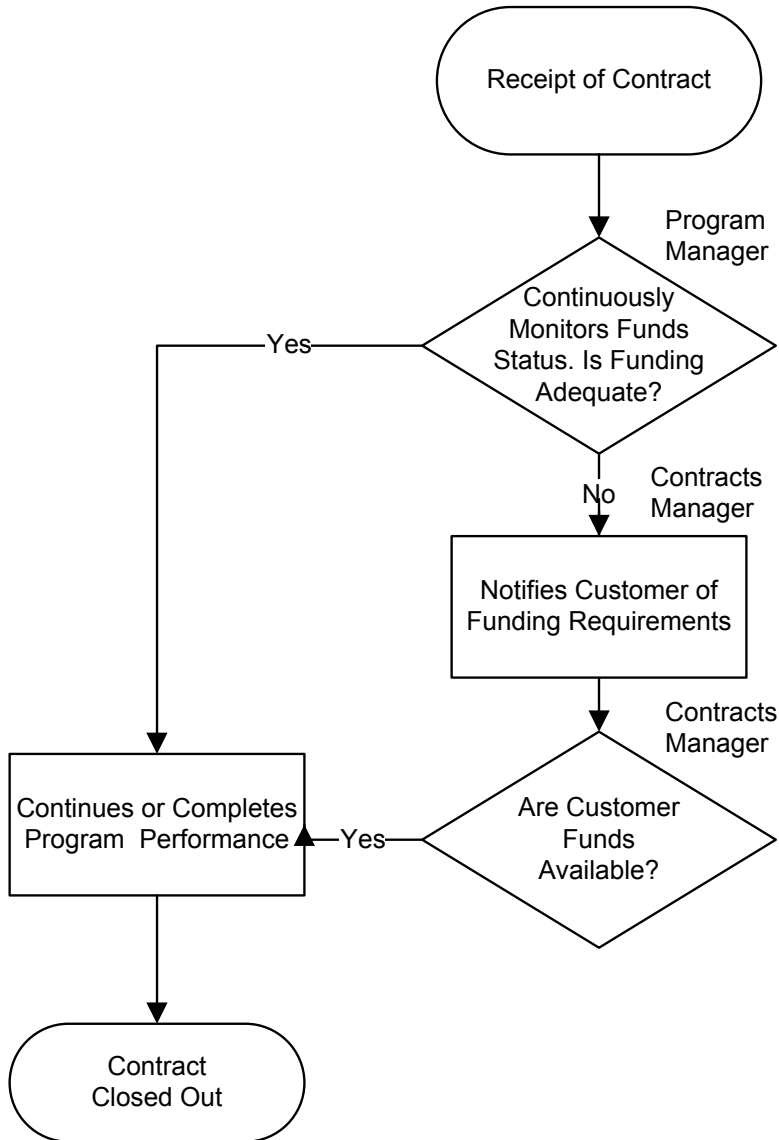 Receipt of Contract
Program
Manager
Continuously
Monitors Funds
Status. Is Funding
Adequate?
Yes
No
Contracts
Manager
Notifies Customer of
Funding Requirements
Contracts
Manager
Are Customer
Funds
Available?
Yes
Continues or Completes
Program Performance
Contract
Closed Out